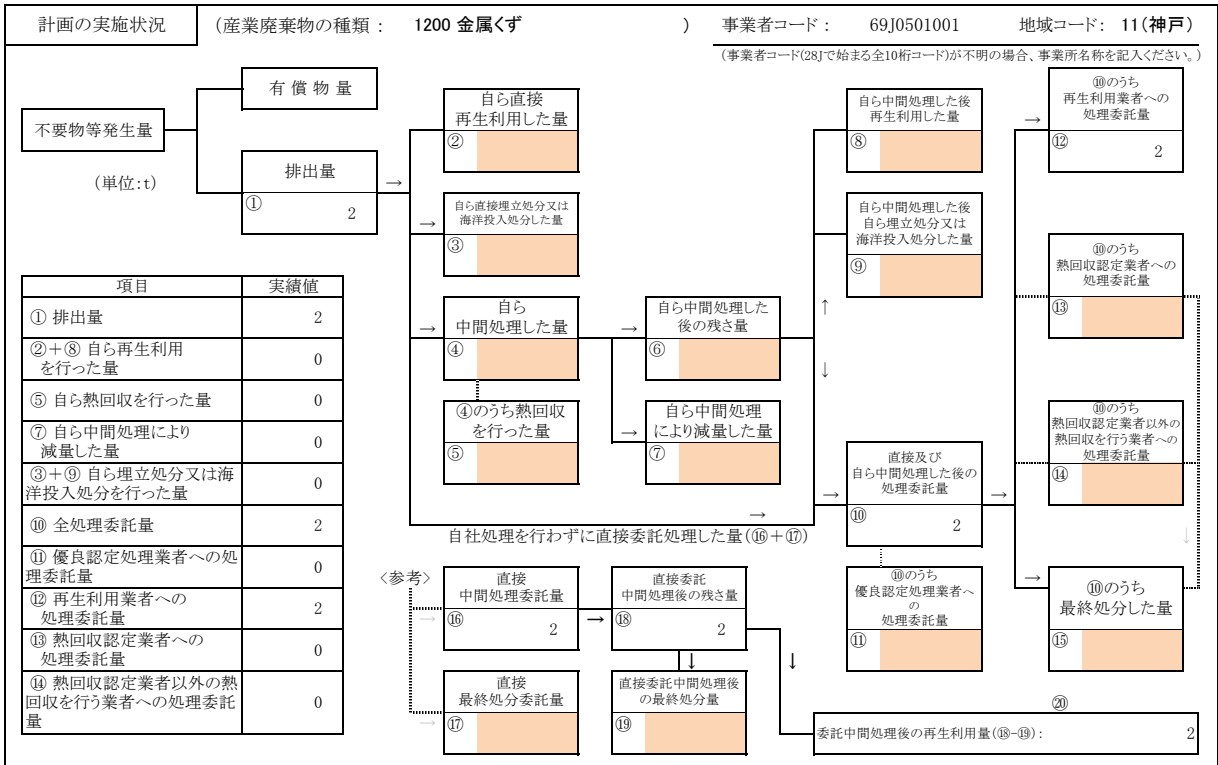 計画の実施状況
(産業廃棄物の種類： 1200 金属くず )
事業者コード： 69J0501001 地域コード： 11(神戸)
(事業者コード(28Jで始まる全10桁コード)が不明の場合、事業所名称を記入ください。)
不要物等発生量
(単位:t)
有 償 物 量
排出量
① 2
→
自ら直接
再生利用した量
②
→
自ら直接埋立処分又は
海洋投入処分した量
③
→
自ら
中間処理した量
④
④のうち熱回収
を行った量
⑤
→
自ら中間処理した
後の残さ量
⑥
→
自ら中間処理
により減量した量
⑦
自ら中間処理した後
再生利用した量
⑧
自ら中間処理した後
自ら埋立処分又は
海洋投入処分した量
⑨
↑
↓
→
自社処理を行わずに直接委託処理した量(⑯＋⑰)
→
直接及び
自ら中間処理した後の
処理委託量
⑩ 2
→
⑩のうち
優良認定処理業者へ
の
処理委託量
⑪
→
⑩のうち
再生利用業者への
処理委託量
⑫ 2
⑩のうち
熱回収認定業者への
処理委託量
⑬
⑩のうち
熱回収認定業者以外の
熱回収を行う業者への
処理委託量
⑭
↓
→
⑩のうち
最終処分した量
⑮
項目 実績値
① 排出量 2
②＋⑧ 自ら再生利用
を行った量 0
⑤ 自ら熱回収を行った量 0
⑦ 自ら中間処理により
減量した量 0
③＋⑨ 自ら埋立処分又は海
洋投入処分を行った量 0
⑩ 全処理委託量 2
⑪ 優良認定処理業者への処
理委託量 0
⑫ 再生利用業者への
処理委託量 2
⑬ 熱回収認定業者への
処理委託量 0
⑭ 熱回収認定業者以外の熱
回収を行う業者への処理委託
量 0
〈参考〉
→
直接
中間処理委託量
⑯ 2
→
直接委託
中間処理後の残さ量
⑱ 2
→
直接
最終処分委託量
⑰
↓
直接委託中間処理後
の最終処分量
⑲
↓
⑳
委託中間処理後の再生利用量(⑱-⑲)： 2